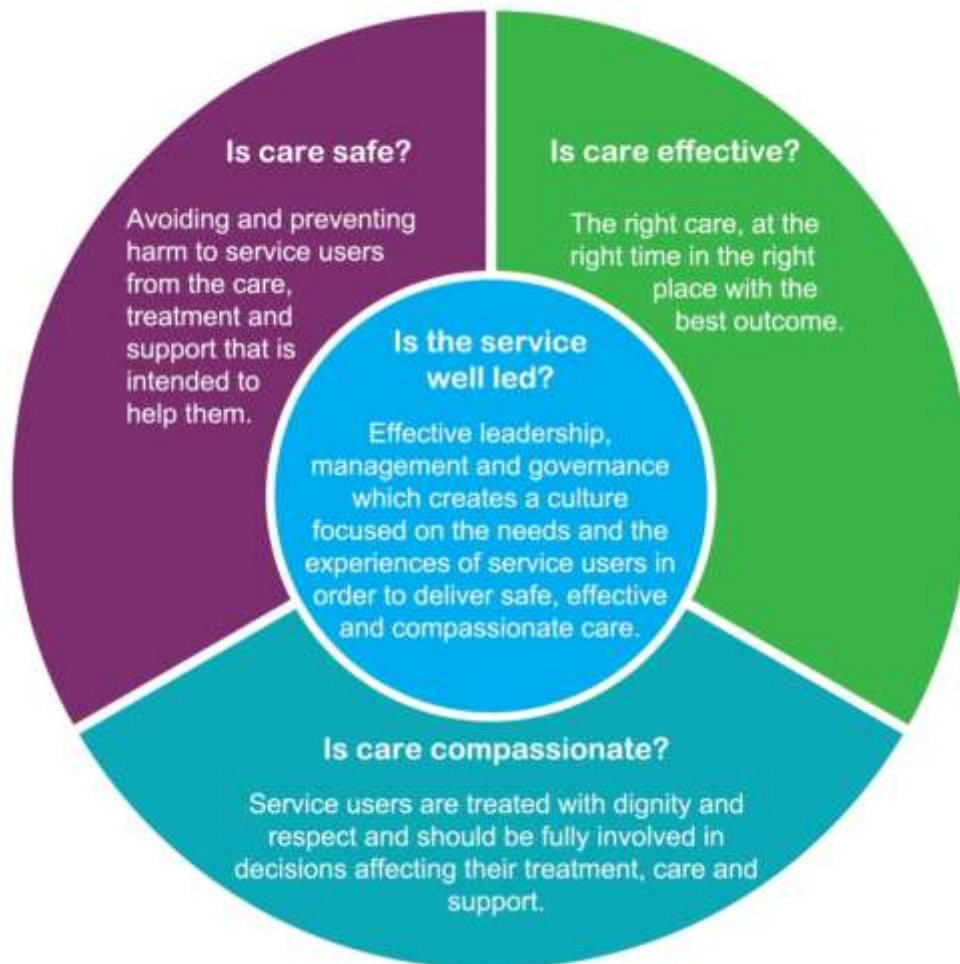 Is care safe?
Avoiding and preventing
harm to service users
from the care,
treatment and
support that is
intended to
help them.
Is care effective?
The right care, at the
right time in the right
place with the
best outcome.
Is the service
well led?
Effective leadership,
management and governance
which creates a culture
focused on the needs and the
experiences of service users in
order to deliver safe, effective
and compassionate care.
Is care compassionate?
Service users are treated with dignity and
respect and should be fully involved in
decisions affecting their treatment, care and
support.